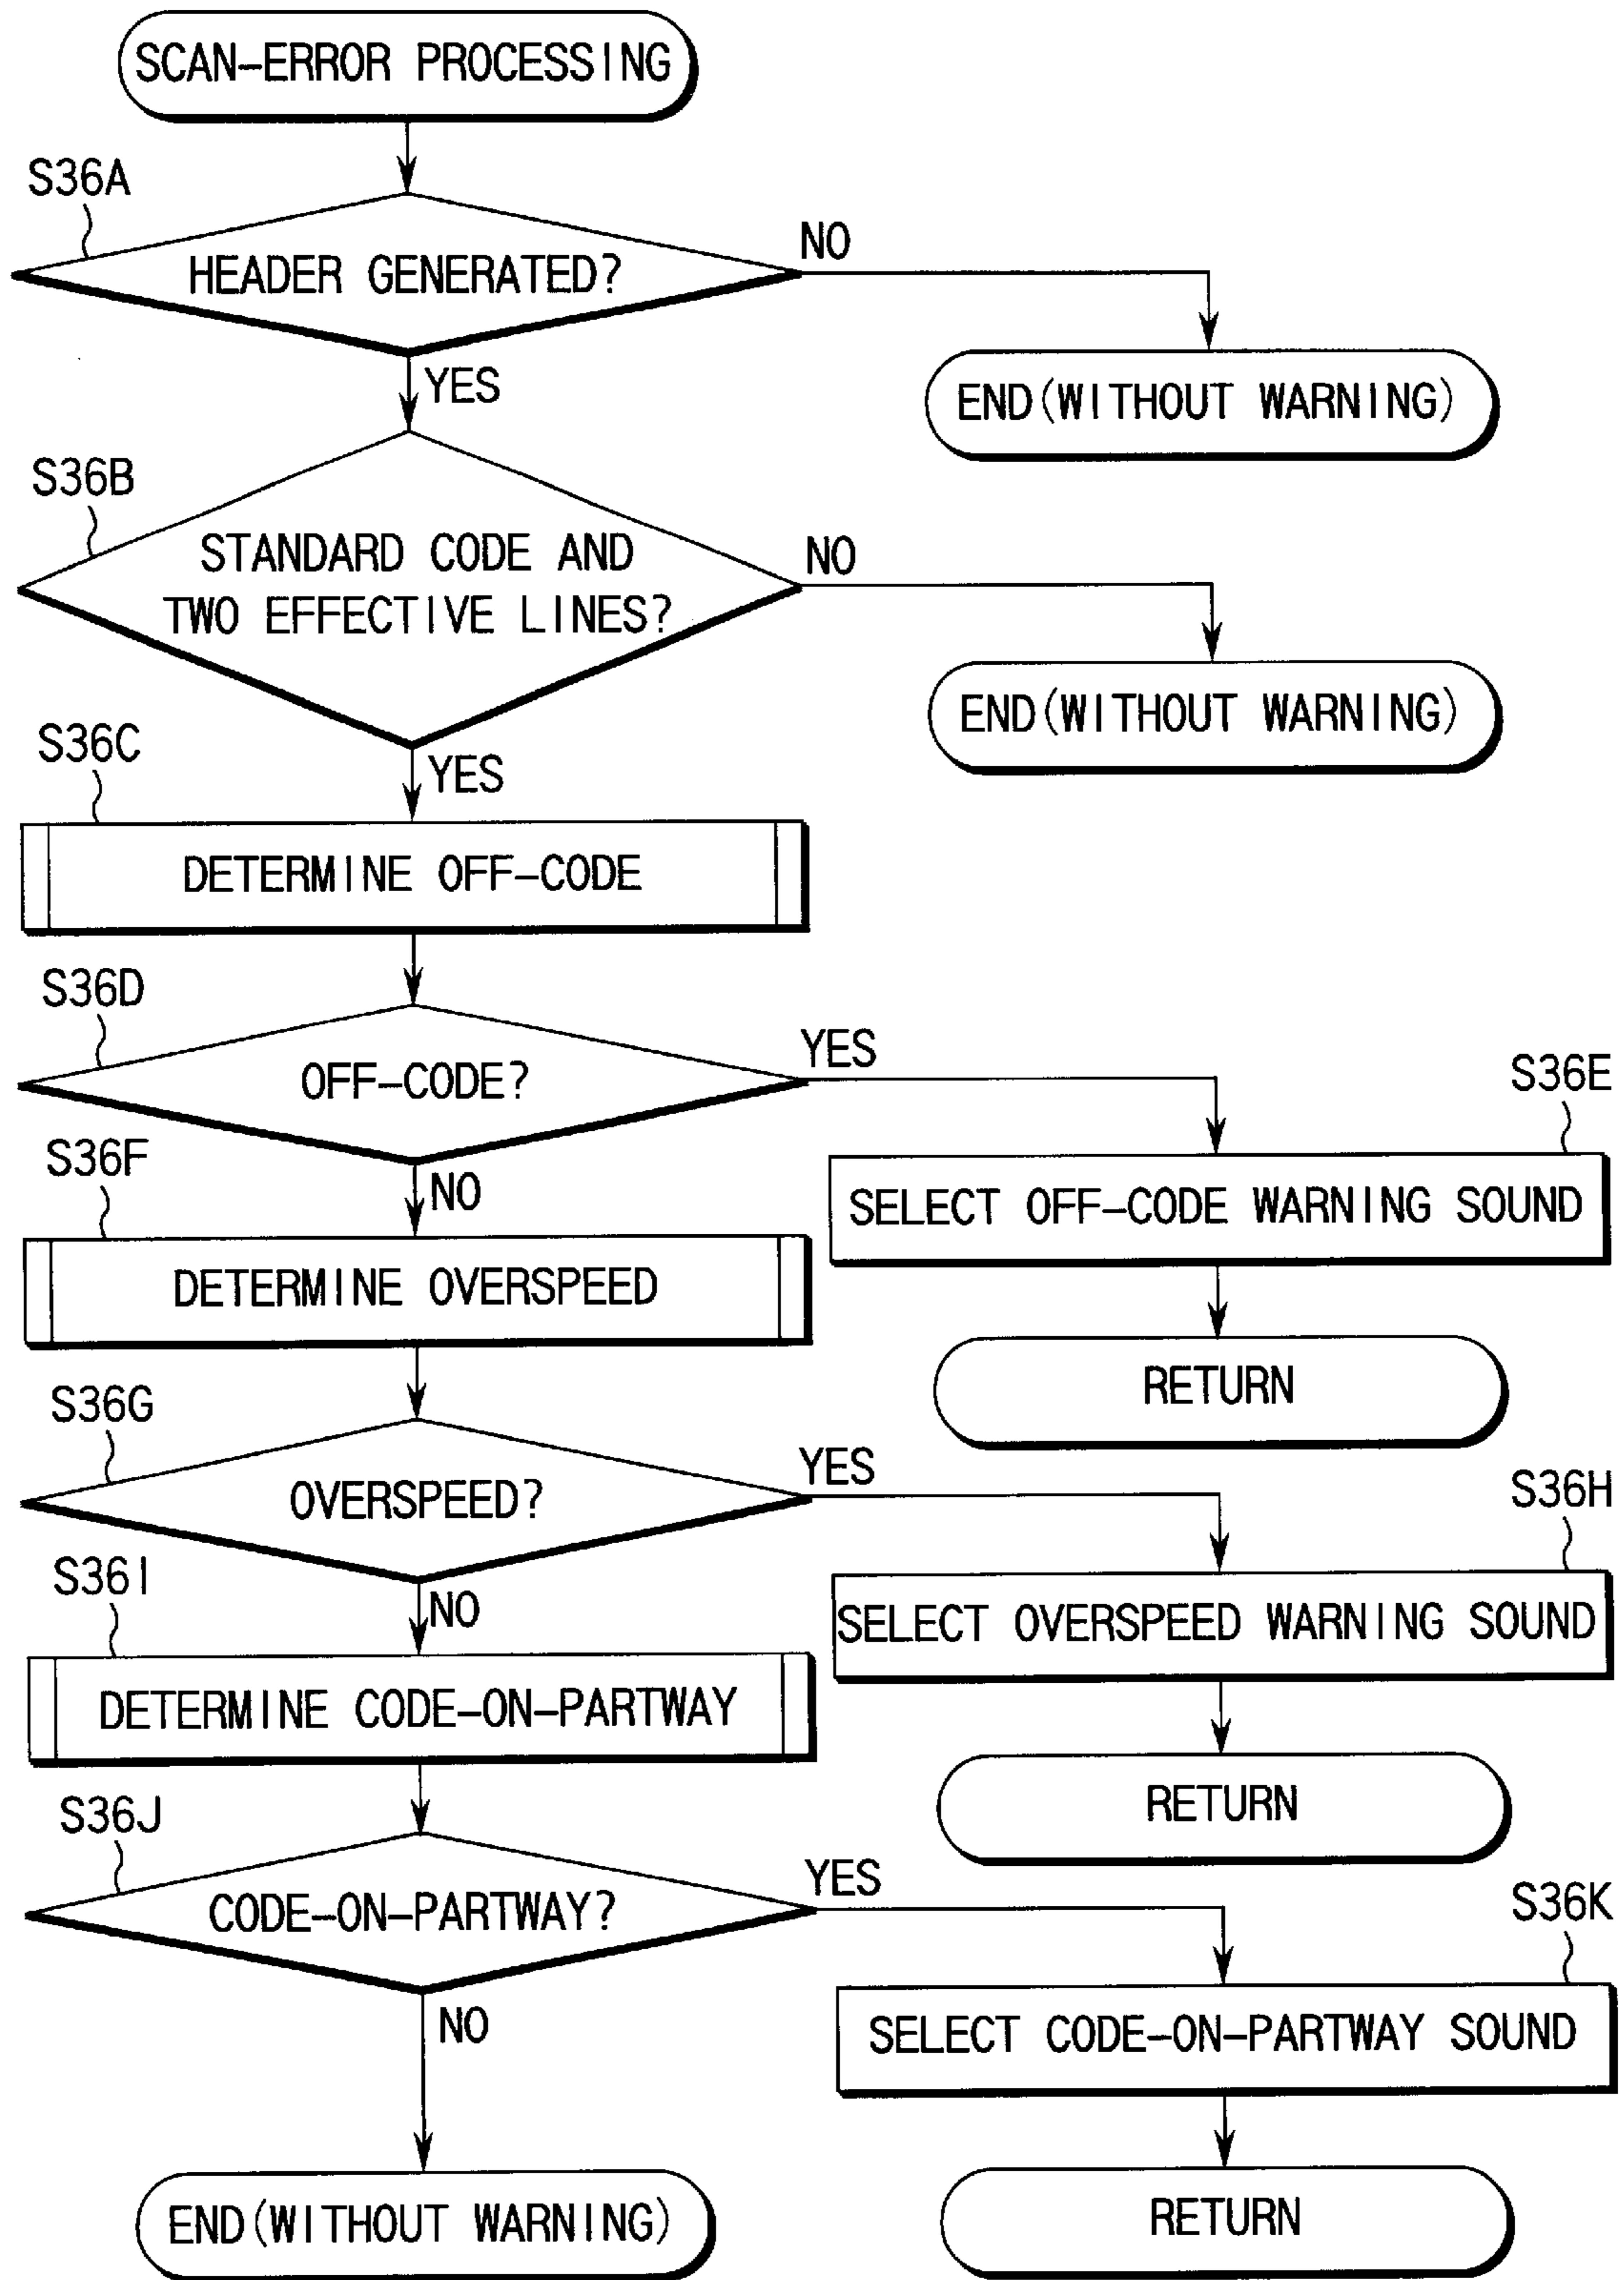 SCAN-ERROR PROCESSING
S36A
HEADER GENERATED?
NO
END(WITHOUT WARNING)
YES
S36B
STANDARD CODE AND
TWO EFFECTIVE LINES?
NO
END(WITHOUT WARNING)
YES
S36C
DETERMINE OFF-CODE
S36D
OFF-CODE?
YES
S36E
SELECT OFF-CODE WARNING SOUND
RETURN
NO
S36F
DETERMINE OVERSPEED
S36G
OVERSPEED?
YES
S36H
SELECT OVERSPEED WARNING SOUND
RETURN
NO
S36I
DETERMINE CODE-ON-PARTWAY
S36J
CODE-ON-PARTWAY?
YES
S36K
SELECT CODE-ON-PARTWAY SOUND
RETURN
NO
END(WITHOUT WARNING)